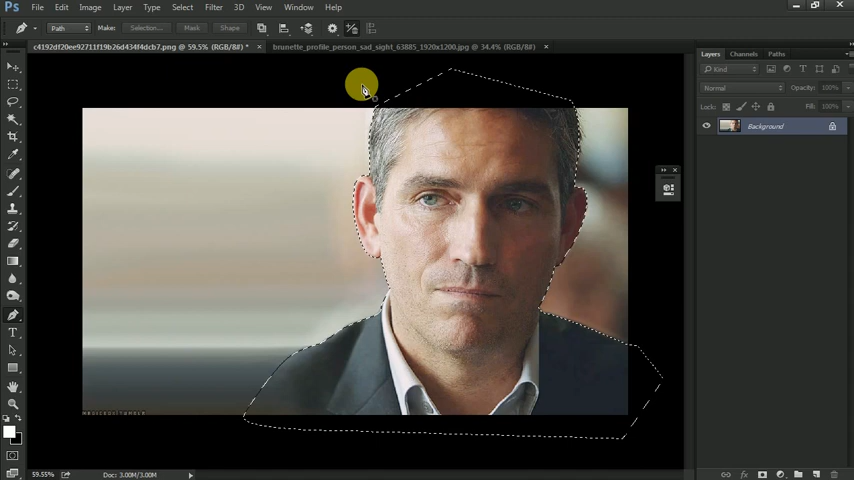 Ps File Edit Image Layer Type Select Filter 3D View Window Help
Path Make: Selection... Mask Shape
c4192df20ee92711f19b26d434f4dcb7.png @ 59.5% (RGB/8#) * × brunette_profile_person_sad_sight_63885_1920x1200.jpg @ 34.4% (RGB/8#) ×
Layers Channels Paths
Kind
Normal Opacity: 100%
Lock: Fill: 100%
Background
59.55% Doc: 3.00M/3.00M